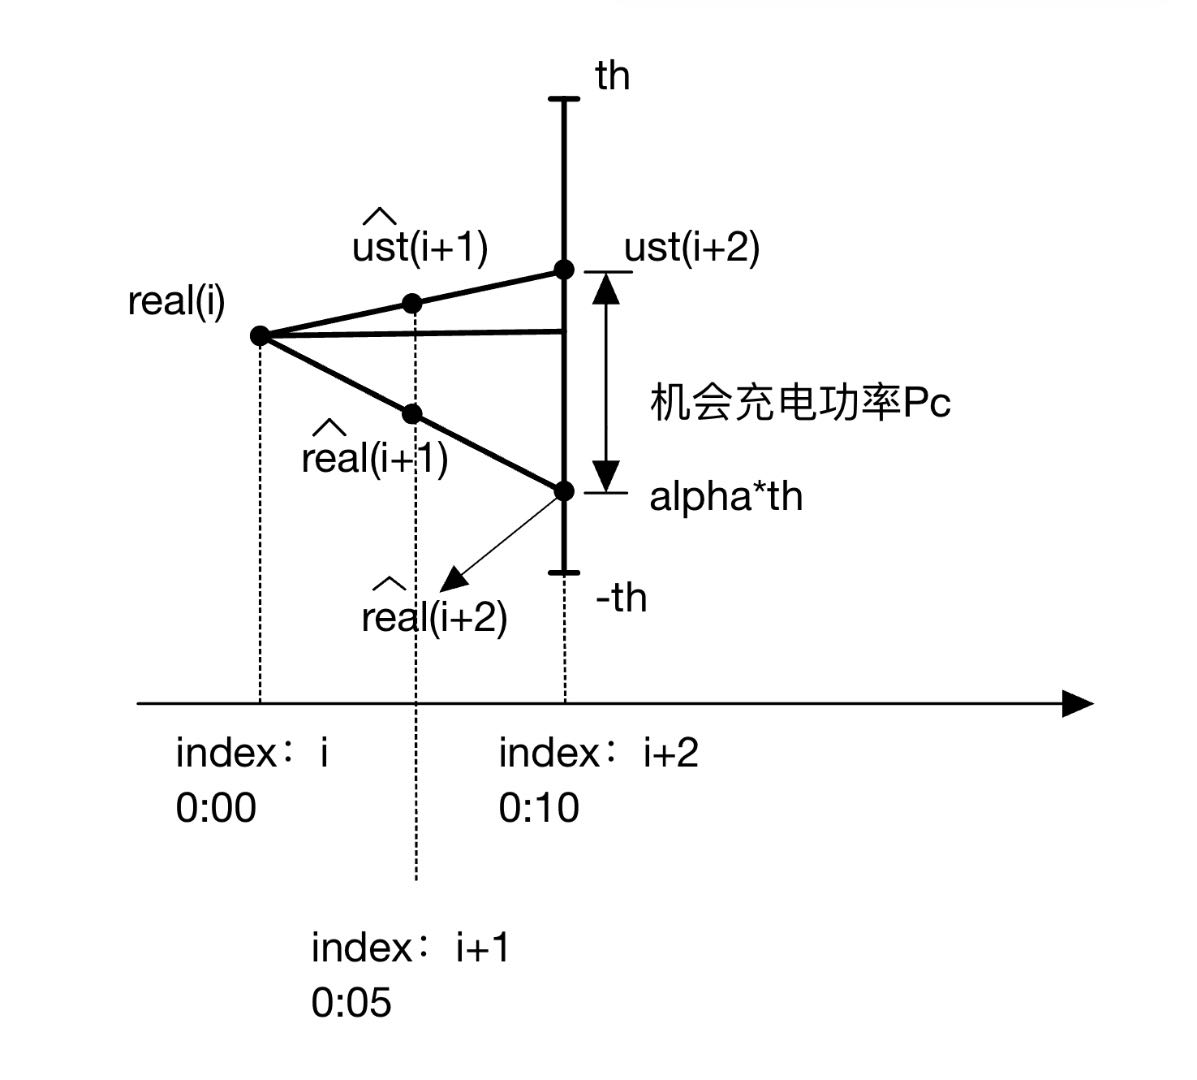 th
ust(i+1)
ust(i+2)
real(i)
机会充电功率Pc
real(i+1)
alpha*th
-th
real(i+2)
index：i
index：i+2
0:00
0:10
index：i+1
0:05